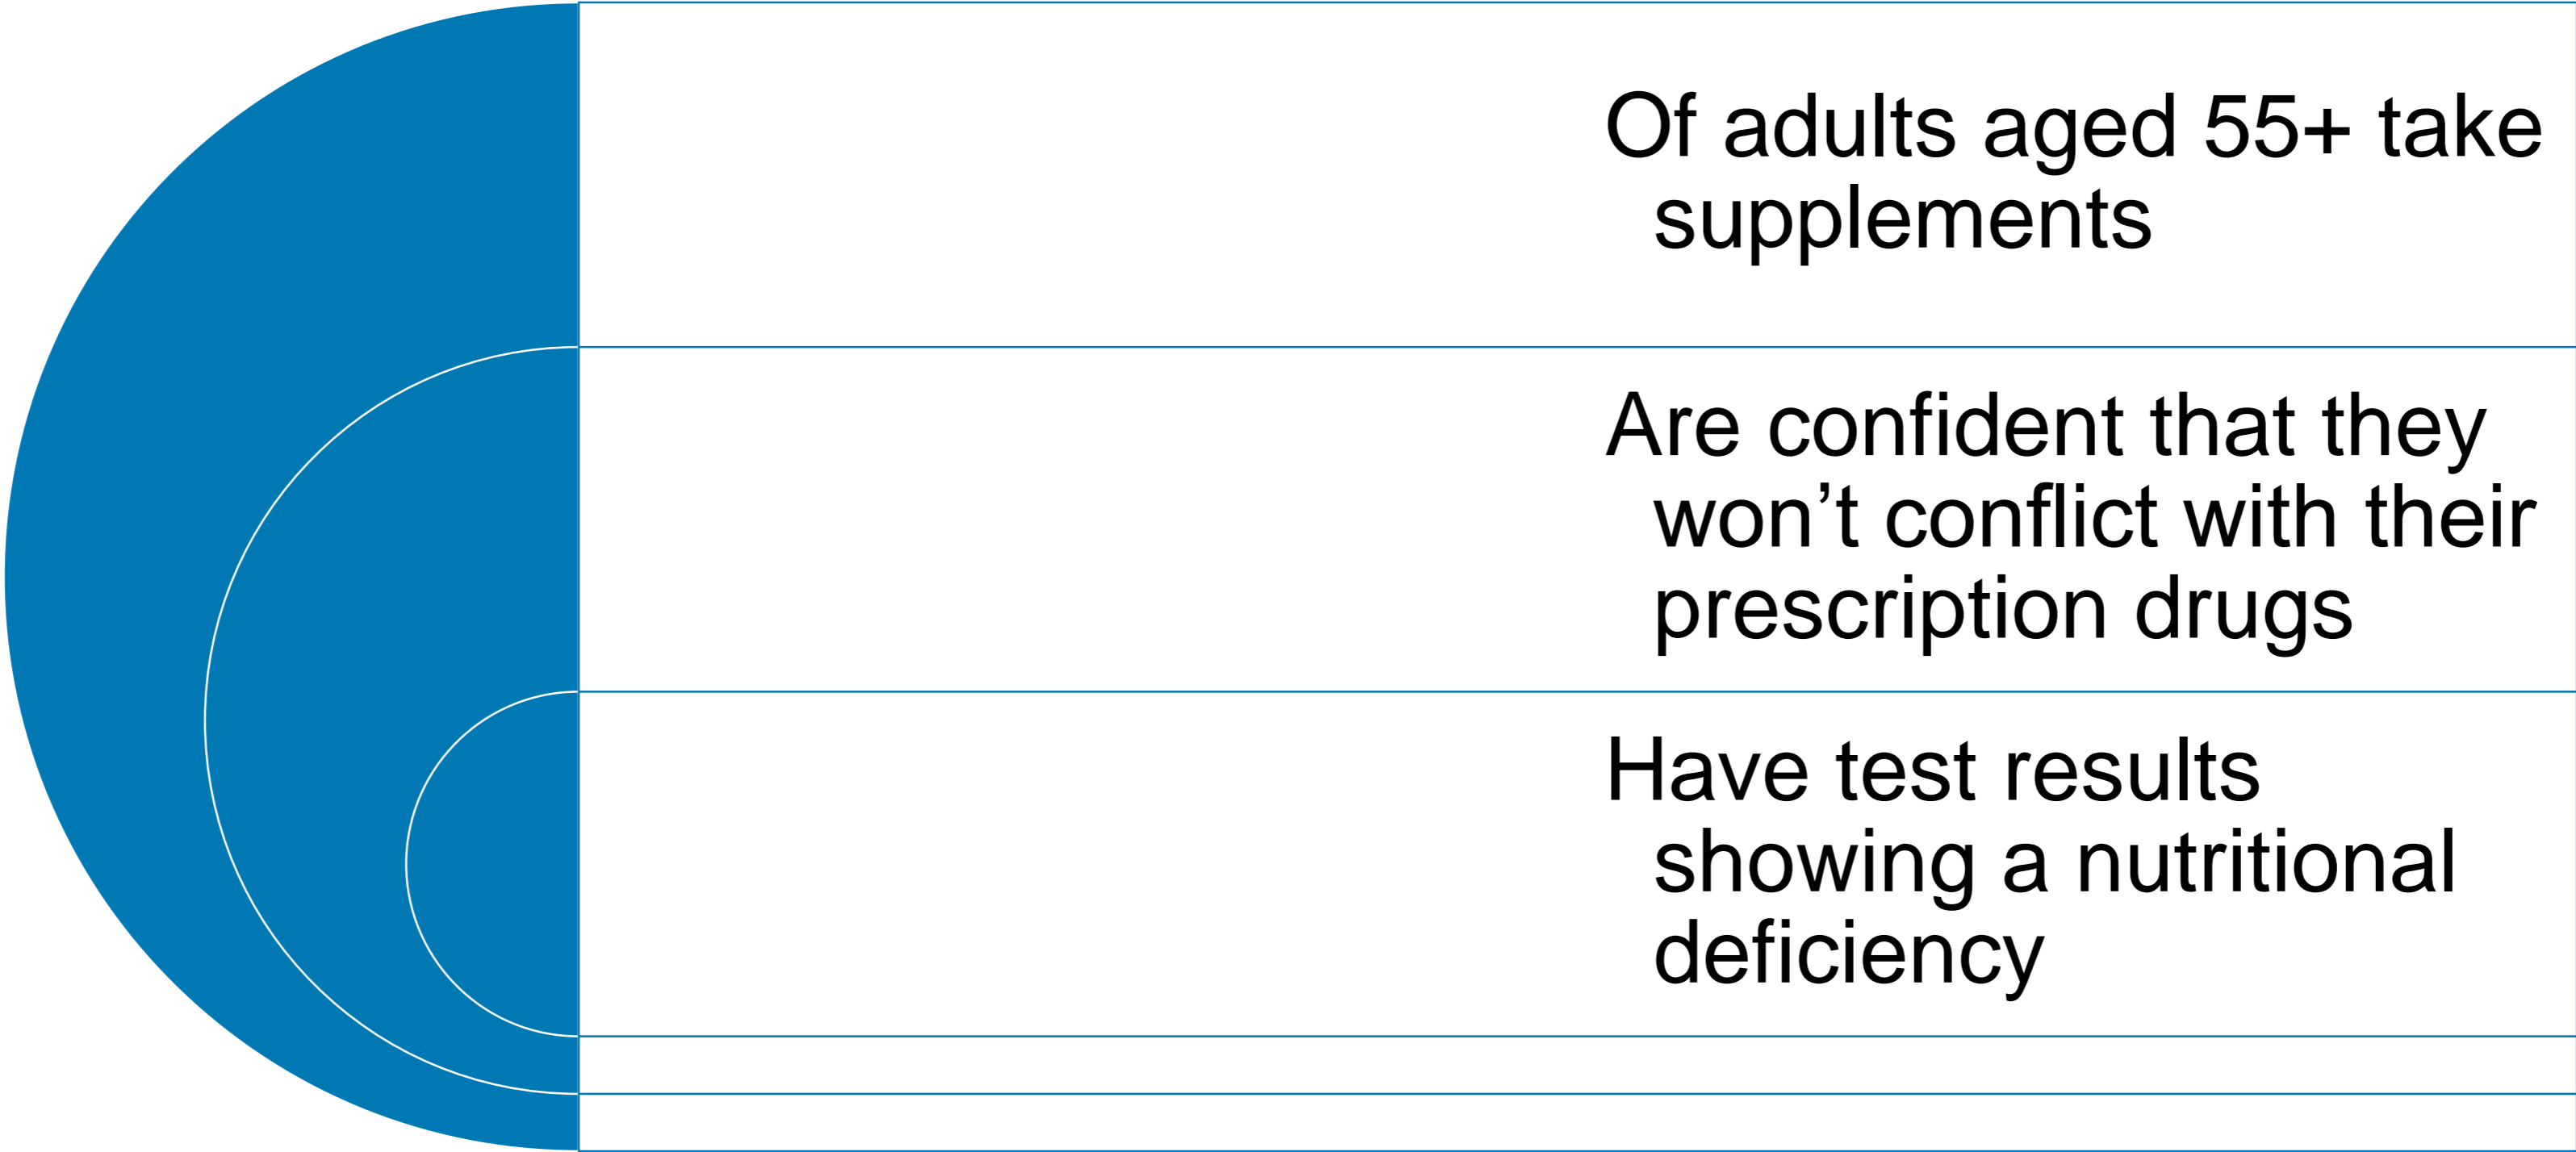 Of adults aged 55+ take
supplements
Are confident that they
won’t conflict with their
prescription drugs
Have test results
showing a nutritional
deficiency